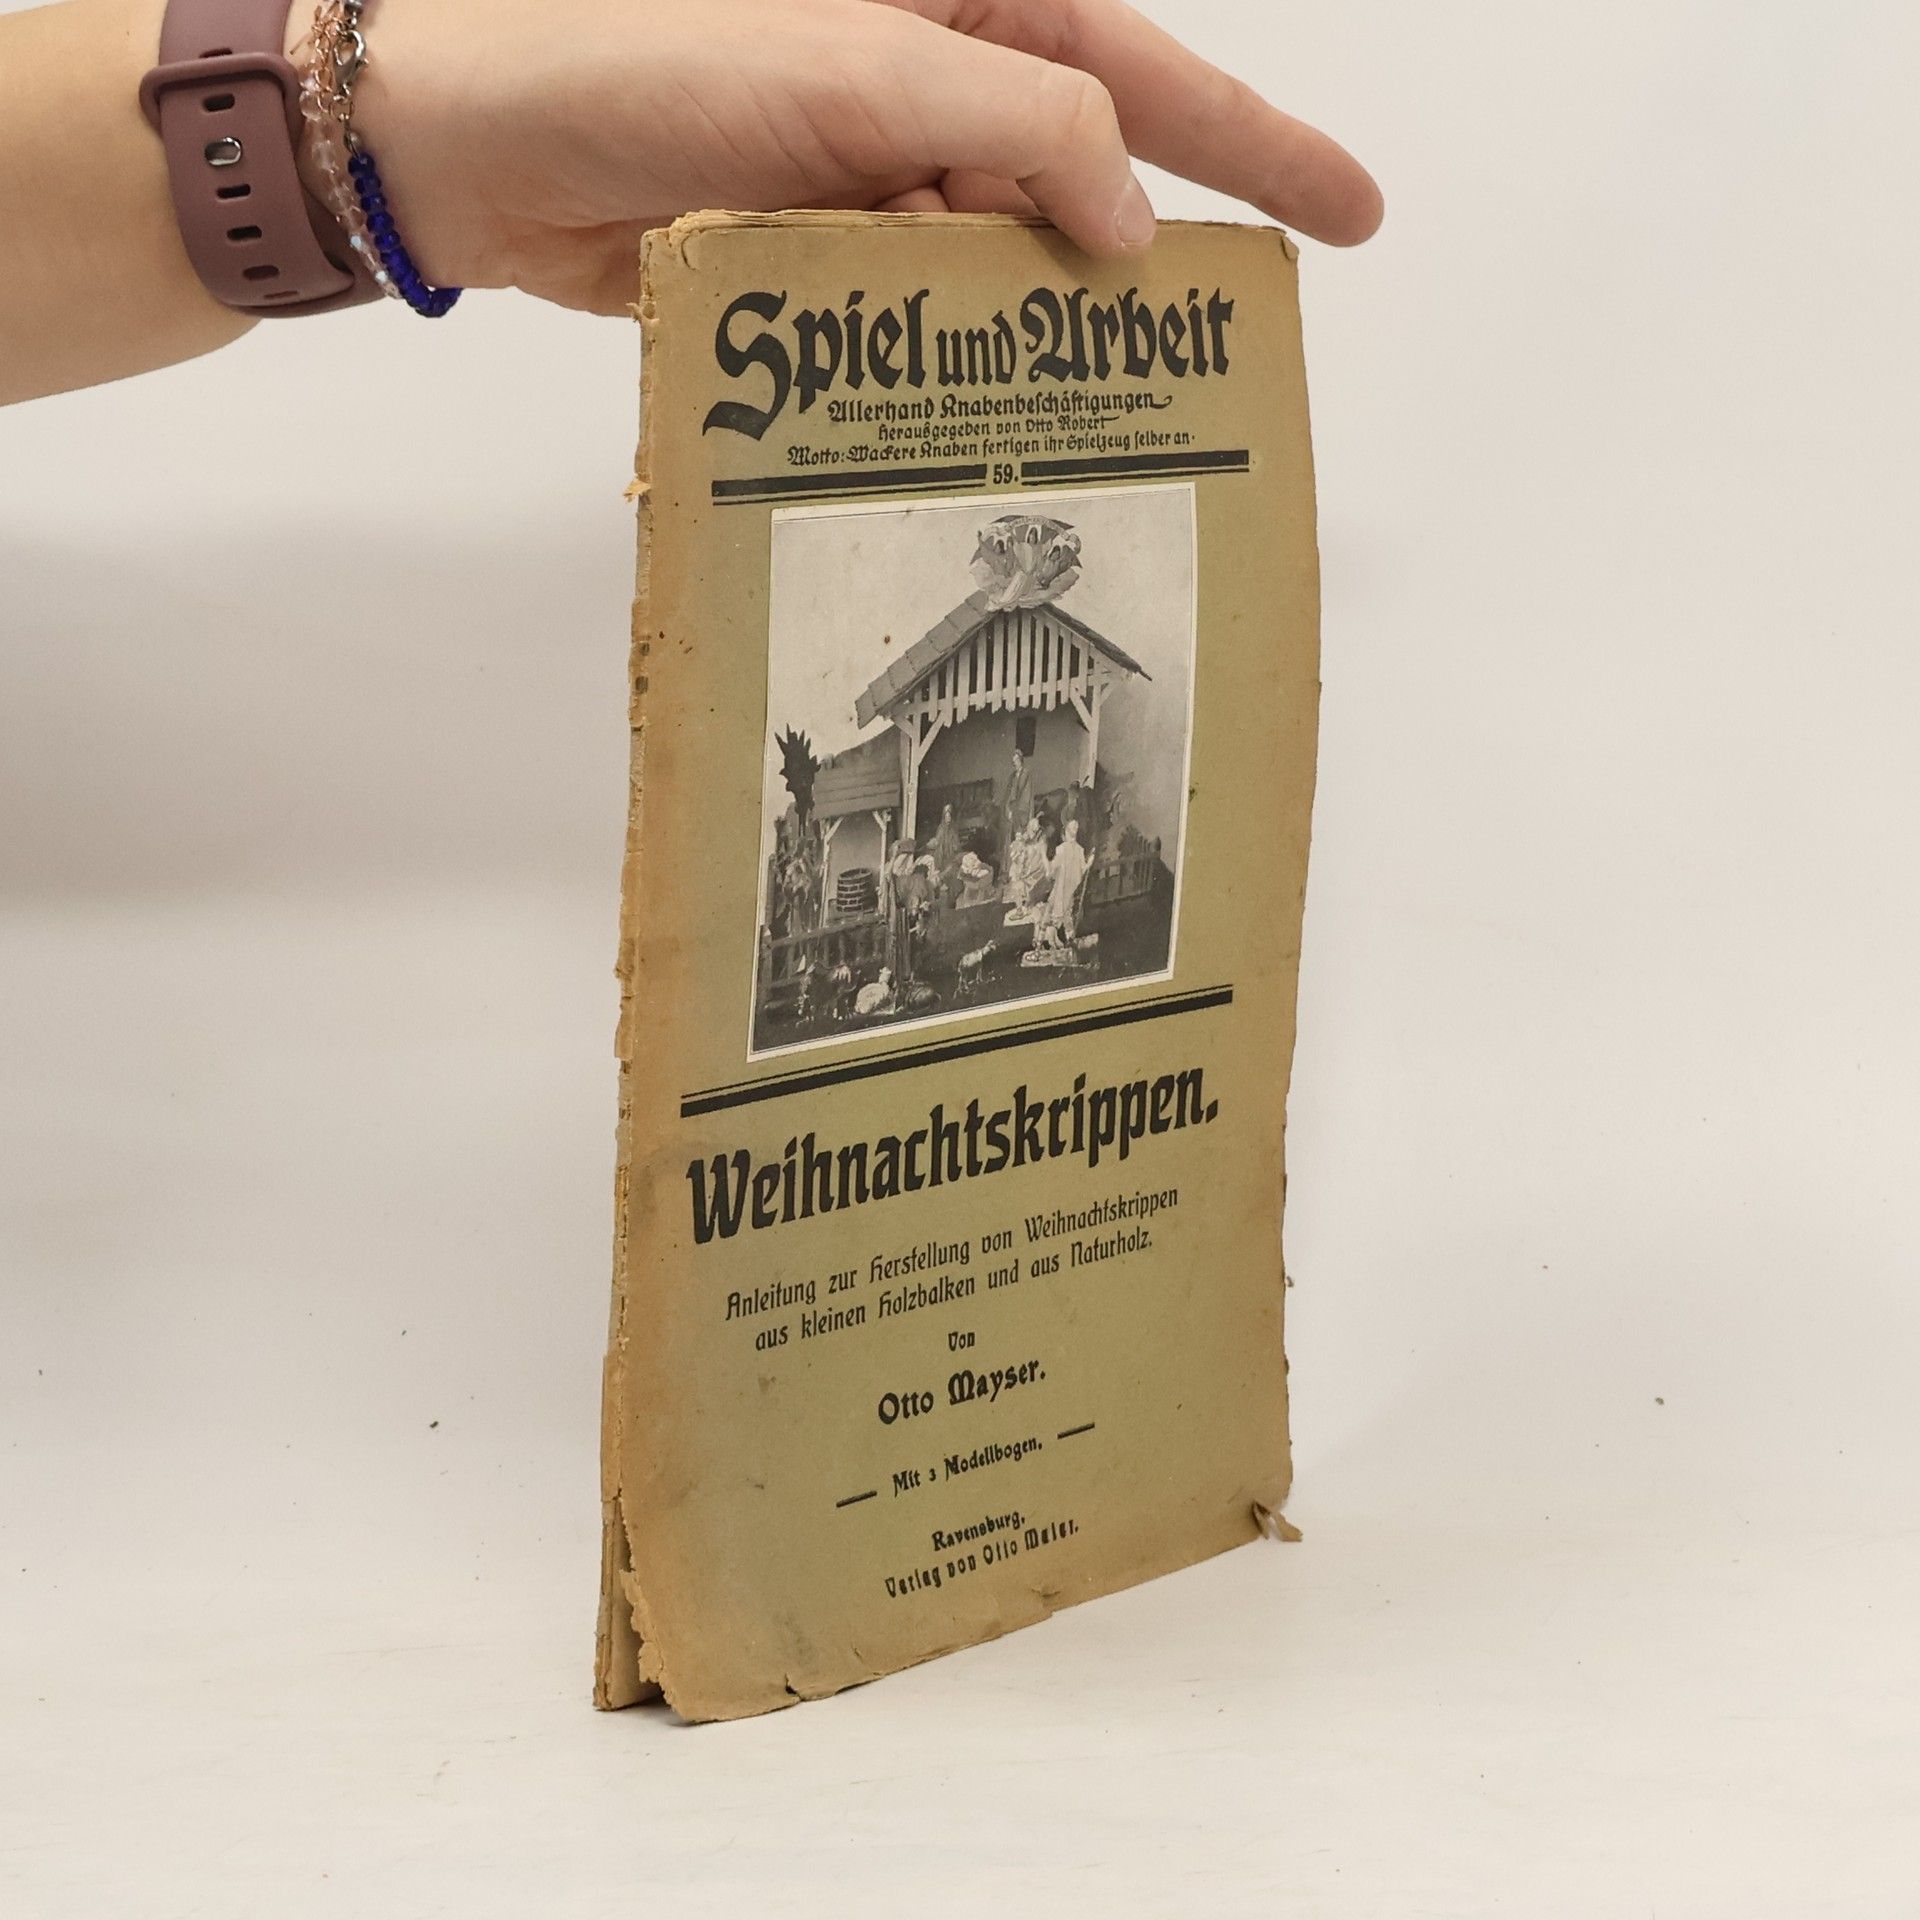 Spiel und Arbeit
Allerhand Knabenbeschäftigungen
Herausgegeben von Otto Robert
Motto: Wackere Knaben fertigen ihr Spielzeug selber an.
59.
Weihnachtskrippen.
Anleitung zur Herstellung von Weihnachtskrippen
aus kleinen Holzbalken und aus Naturholz.
Von
Otto Mayser.
Mit 3 Modellbogen.
Ravensburg.
Verlag von Otto Maier.